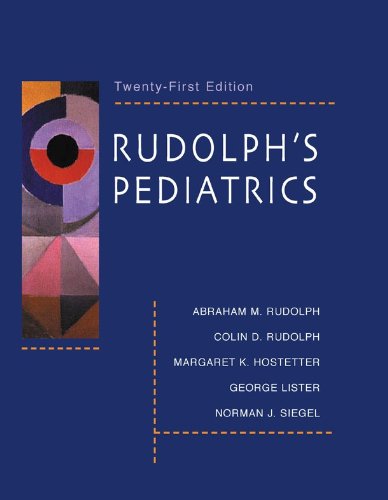 Twenty-First Edition
RUDOLPH'S
PEDIATRICS
ABRAHAM M. RUDOLPH
COLIN D. RUDOLPH
MARGARET K. HOSTETTER
GEORGE LISTER
NORMAN J. SIEGEL